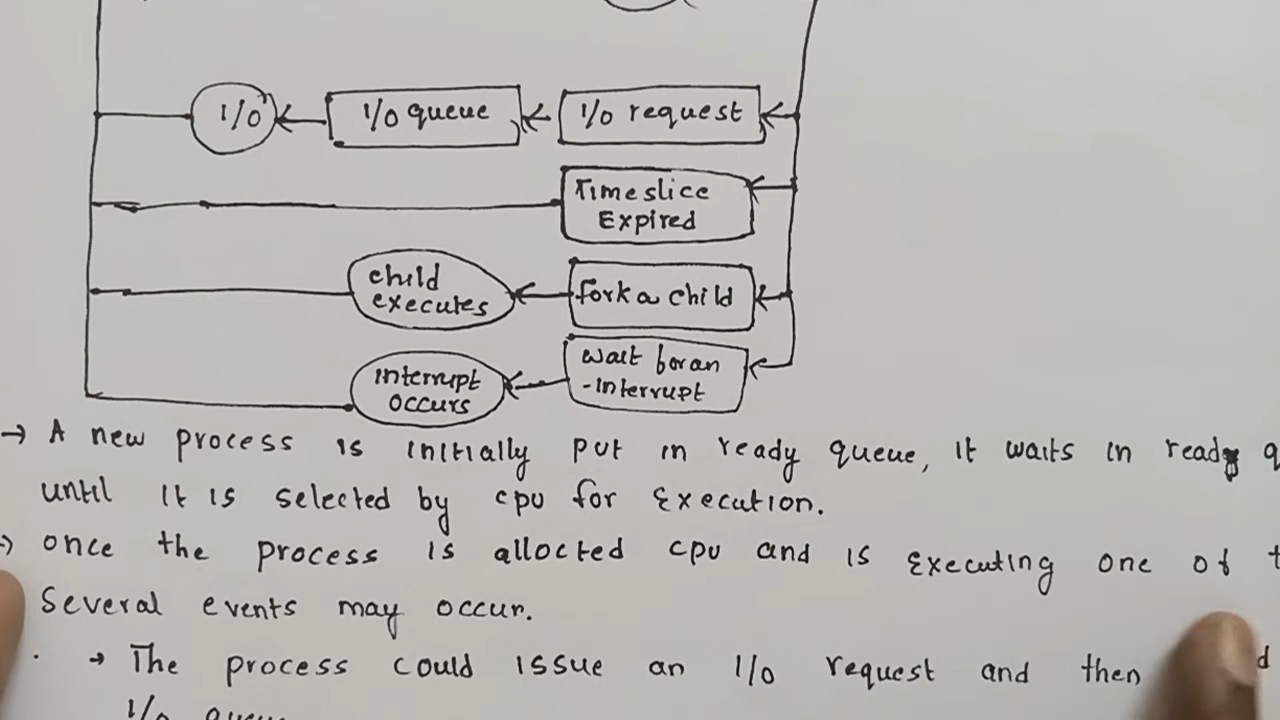 I/O
I/O queue
I/O request
Timeslice
Expired
child
executes
fork a child
interrupt
occurs
wait for an
-Interrupt
→ A new process is initially put in ready queue, it waits in ready q
until it is selected by cpu for Execution.
→ once the process is allocted cpu and is Executing one of t
Several events may occur.
→ The process could issue an I/o request and then
I/o queue